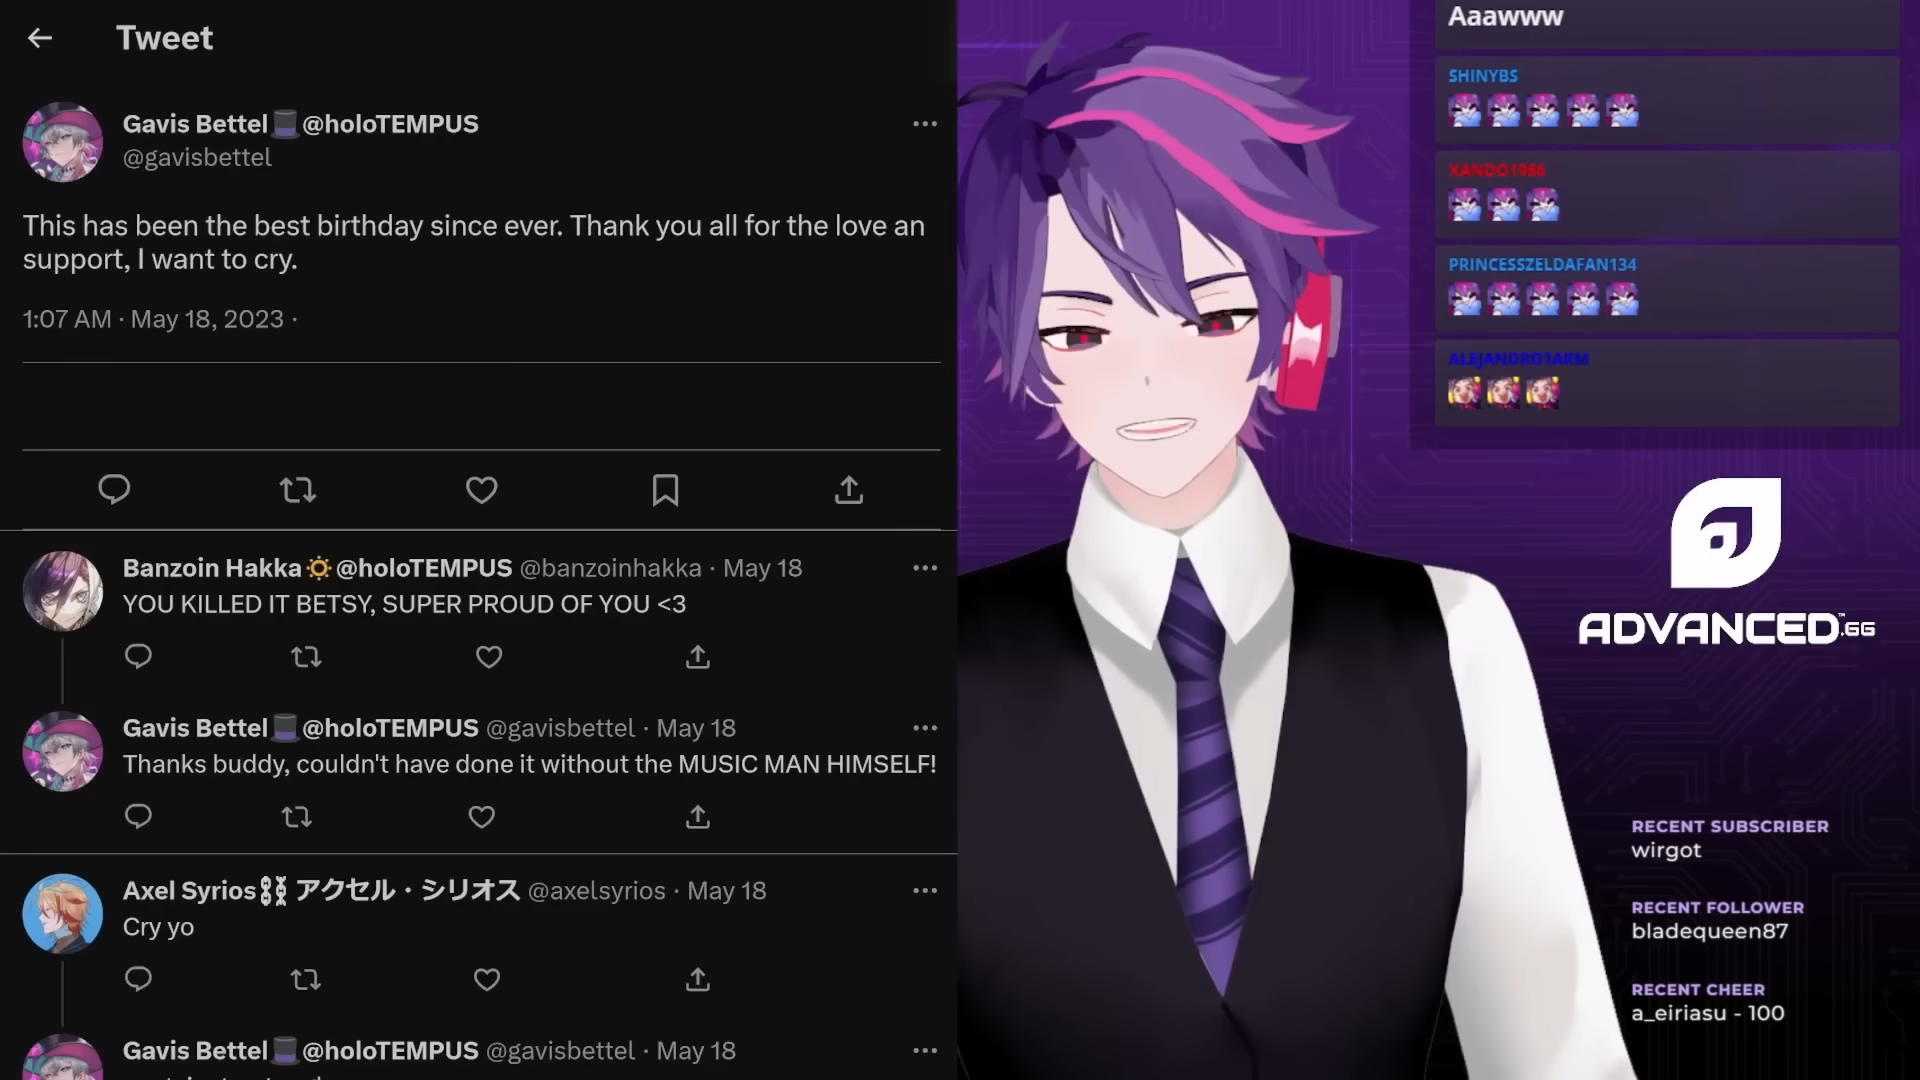 Tweet
Gavis Bettel🎩@holoTEMPUS
@gavisbettel
This has been the best birthday since ever. Thank you all for the love an
support, I want to cry.
1:07 AM · May 18, 2023 ·
Banzoin Hakka🔅@holoTEMPUS @banzoinhakka · May 18
YOU KILLED IT BETSY, SUPER PROUD OF YOU <3
Gavis Bettel🎩@holoTEMPUS @gavisbettel · May 18
Thanks buddy, couldn't have done it without the MUSIC MAN HIMSELF!
Axel Syrios⛓ アクセル・シリオス @axelsyrios · May 18
Cry yo
Gavis Bettel🎩@holoTEMPUS @gavisbettel · May 18
Aaawww
SHINYBS
XANDO1986
PRINCESSZELDAFAN134
ALEJANDRO1ARM
ADVANCED™.GG
RECENT SUBSCRIBER
wirgot
RECENT FOLLOWER
bladequeen87
RECENT CHEER
a_eiriasu - 100